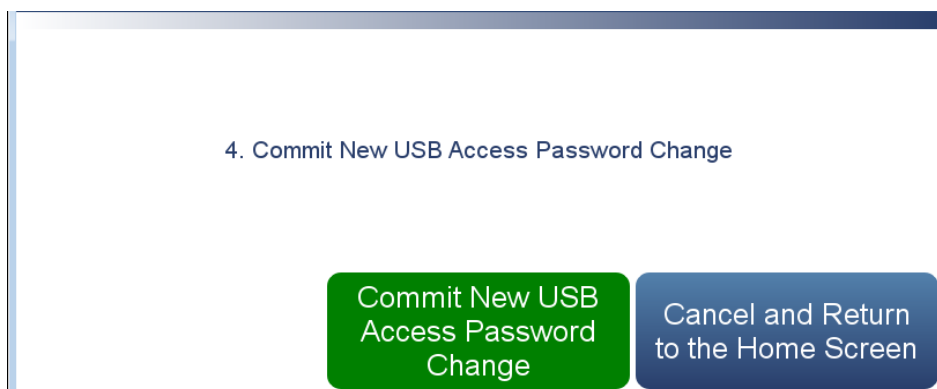 4. Commit New USB Access Password Change
Commit New USB
Access Password
Change
Cancel and Return
to the Home Screen